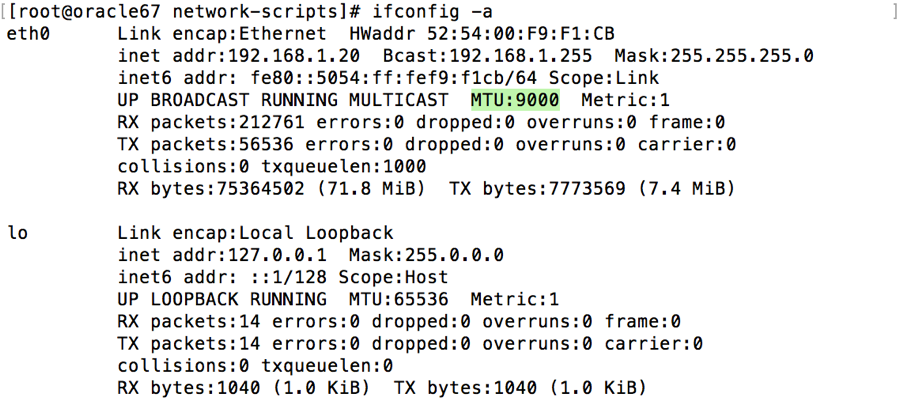 [[root@oracle67 network-scripts]# ifconfig -a ]
eth0      Link encap:Ethernet  HWaddr 52:54:00:F9:F1:CB
          inet addr:192.168.1.20  Bcast:192.168.1.255  Mask:255.255.255.0
          inet6 addr: fe80::5054:ff:fef9:f1cb/64 Scope:Link
          UP BROADCAST RUNNING MULTICAST  MTU:9000  Metric:1
          RX packets:212761 errors:0 dropped:0 overruns:0 frame:0
          TX packets:56536 errors:0 dropped:0 overruns:0 carrier:0
          collisions:0 txqueuelen:1000
          RX bytes:75364502 (71.8 MiB)  TX bytes:7773569 (7.4 MiB)

lo        Link encap:Local Loopback
          inet addr:127.0.0.1  Mask:255.0.0.0
          inet6 addr: ::1/128 Scope:Host
          UP LOOPBACK RUNNING  MTU:65536  Metric:1
          RX packets:14 errors:0 dropped:0 overruns:0 frame:0
          TX packets:14 errors:0 dropped:0 overruns:0 carrier:0
          collisions:0 txqueuelen:0
          RX bytes:1040 (1.0 KiB)  TX bytes:1040 (1.0 KiB)